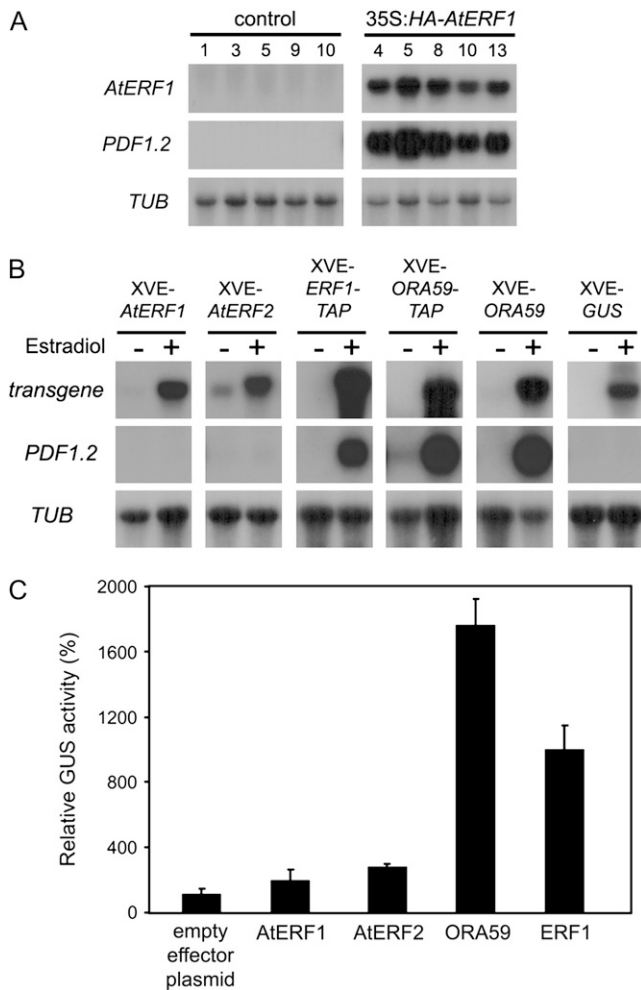 A
control
35S:HA-AtERF1
1 3 5 9 10
4 5 8 10 13
AtERF1
PDF1.2
TUB
B
XVE-
AtERF1
XVE-
AtERF2
XVE-
ERF1-
TAP
XVE-
ORA59-
TAP
XVE-
ORA59
XVE-
GUS
Estradiol - + - + - + - + - + - +
transgene
PDF1.2
TUB
C
Relative GUS activity (%)
2000
1600
1200
800
400
0
empty
effector
plasmid
AtERF1
AtERF2
ORA59
ERF1